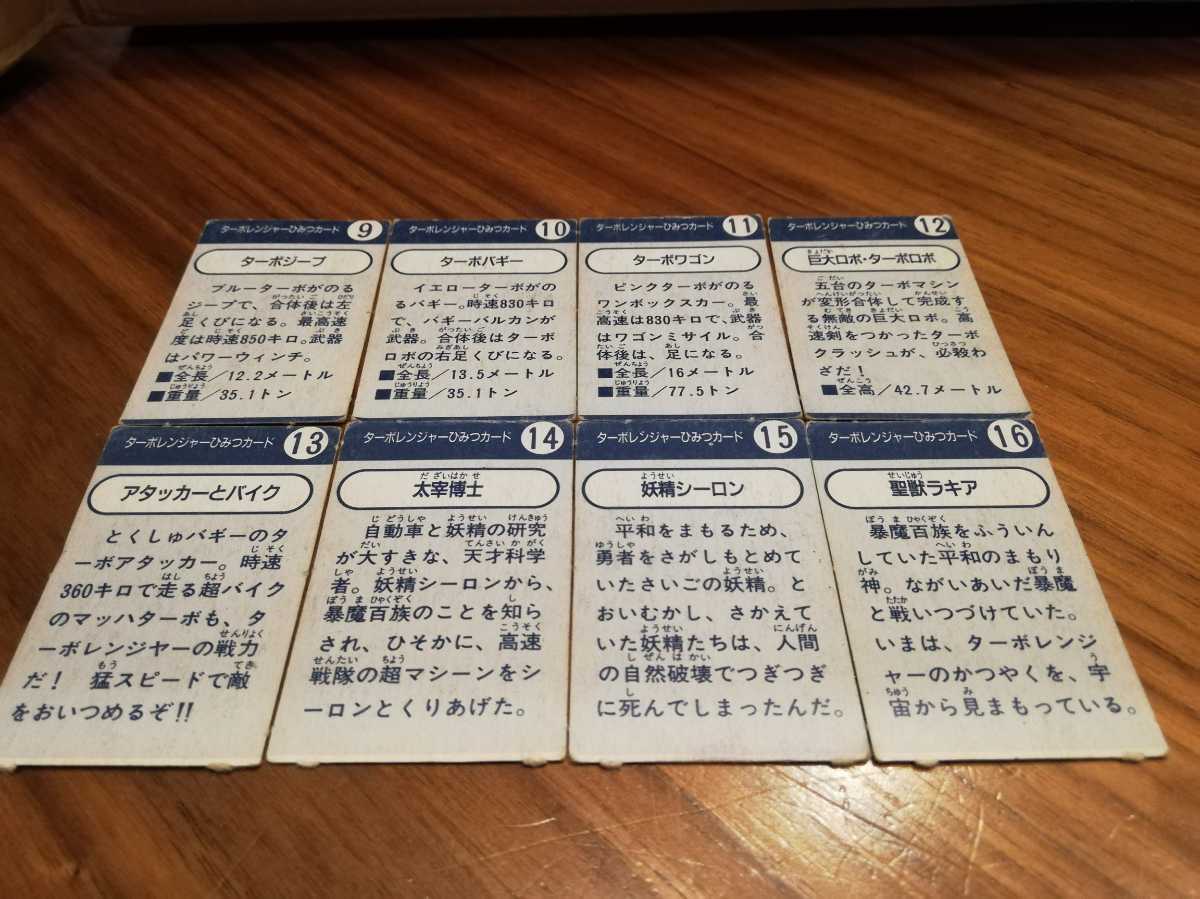 ターボレンジャーひみつカード 9
ターボジープ
ブルーターボがのる
ジープで、合体後は左
足くびになる。最高速
度は時速850キロ。武器
はパワーウィンチ。
■全長/12.2メートル
■重量/35.1トン
ターボレンジャーひみつカード 10
ターボバギー
イエローターボがの
るバギー。時速830キロ
で、バギーバルカンが
武器。合体後はターボ
ロボの右足くびになる。
■全長/13.5メートル
■重量/35.1トン
ターボレンジャーひみつカード 11
ターボワゴン
ピンクターボがのる
ワンボックスカー。最
高速は830キロで、武器
はワゴンミサイル。合
体後は、足になる。
■全長/16メートル
■重量/77.5トン
ターボレンジャーひみつカード 12
巨大ロボ・ターボロボ
五台のターボマシン
が変形合体して完成す
る無敵の巨大ロボ。高
速剣をつかったターボ
クラッシュが、必殺わ
ざだ!
■全高/42.7メートル
ターボレンジャーひみつカード 13
アタッカーとバイク
とくしゅバギーのタ
ーボアタッカー。時速
360キロで走る超バイク
のマッハターボも、タ
ーボレンジャーの戦力
だ! 猛スピードで敵
をおいつめるぞ!!
ターボレンジャーひみつカード 14
太宰博士
自動車と妖精の研究
が大すきな、天才科学
者。妖精シーロンから、
暴魔百族のことを知ら
され、ひそかに、高速
戦隊の超マシーンをシ
ーロンとくりあげた。
ターボレンジャーひみつカード 15
妖精シーロン
平和をまもるため、
勇者をさがしもとめて
いたさいごの妖精。と
おいむかし、さかえて
いた妖精たちは、人間
の自然破壊でつぎつぎ
に死んでしまったんだ。
ターボレンジャーひみつカード 16
聖獣ラキア
暴魔百族をふういん
していた平和のまもり
神。ながいあいだ暴魔
と戦いつづけていた。
いまは、ターボレンジ
ャーのかつやくを、宇
宙から見まもっている。